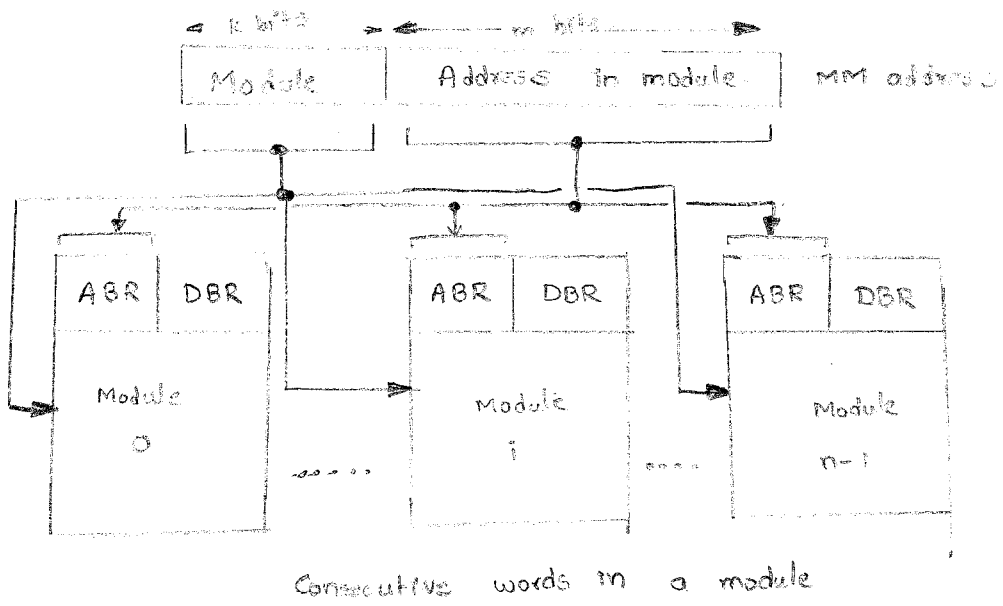 k bits m bits
Module Address in module MM address
ABR DBR ABR DBR ABR DBR
Module Module Module
0 i n-1
Consecutive words in a module